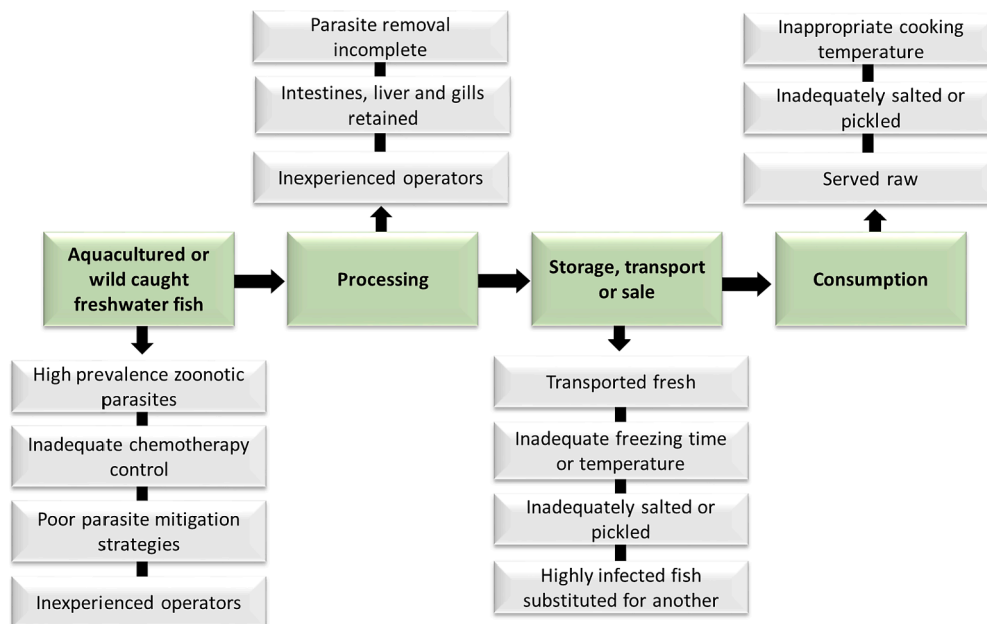 Parasite removal
incomplete
Intestines, liver and gills
retained
Inexperienced operators
Inappropriate cooking
temperature
Inadequately salted or
pickled
Served raw
Aquacultured or
wild caught
freshwater fish
Processing
Storage, transport
or sale
Consumption
High prevalence zoonotic
parasites
Inadequate chemotherapy
control
Poor parasite mitigation
strategies
Inexperienced operators
Transported fresh
Inadequate freezing time
or temperature
Inadequately salted or
pickled
Highly infected fish
substituted for another